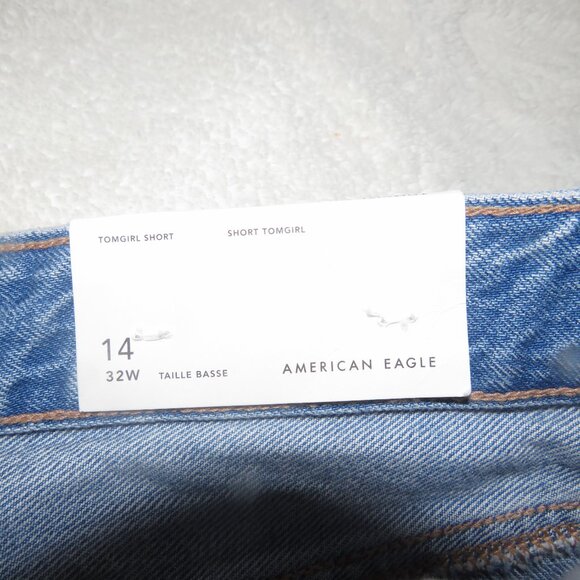 TOMGIRL SHORT SHORT TOMGIRL
14
32W TAILLE BASSE AMERICAN EAGLE